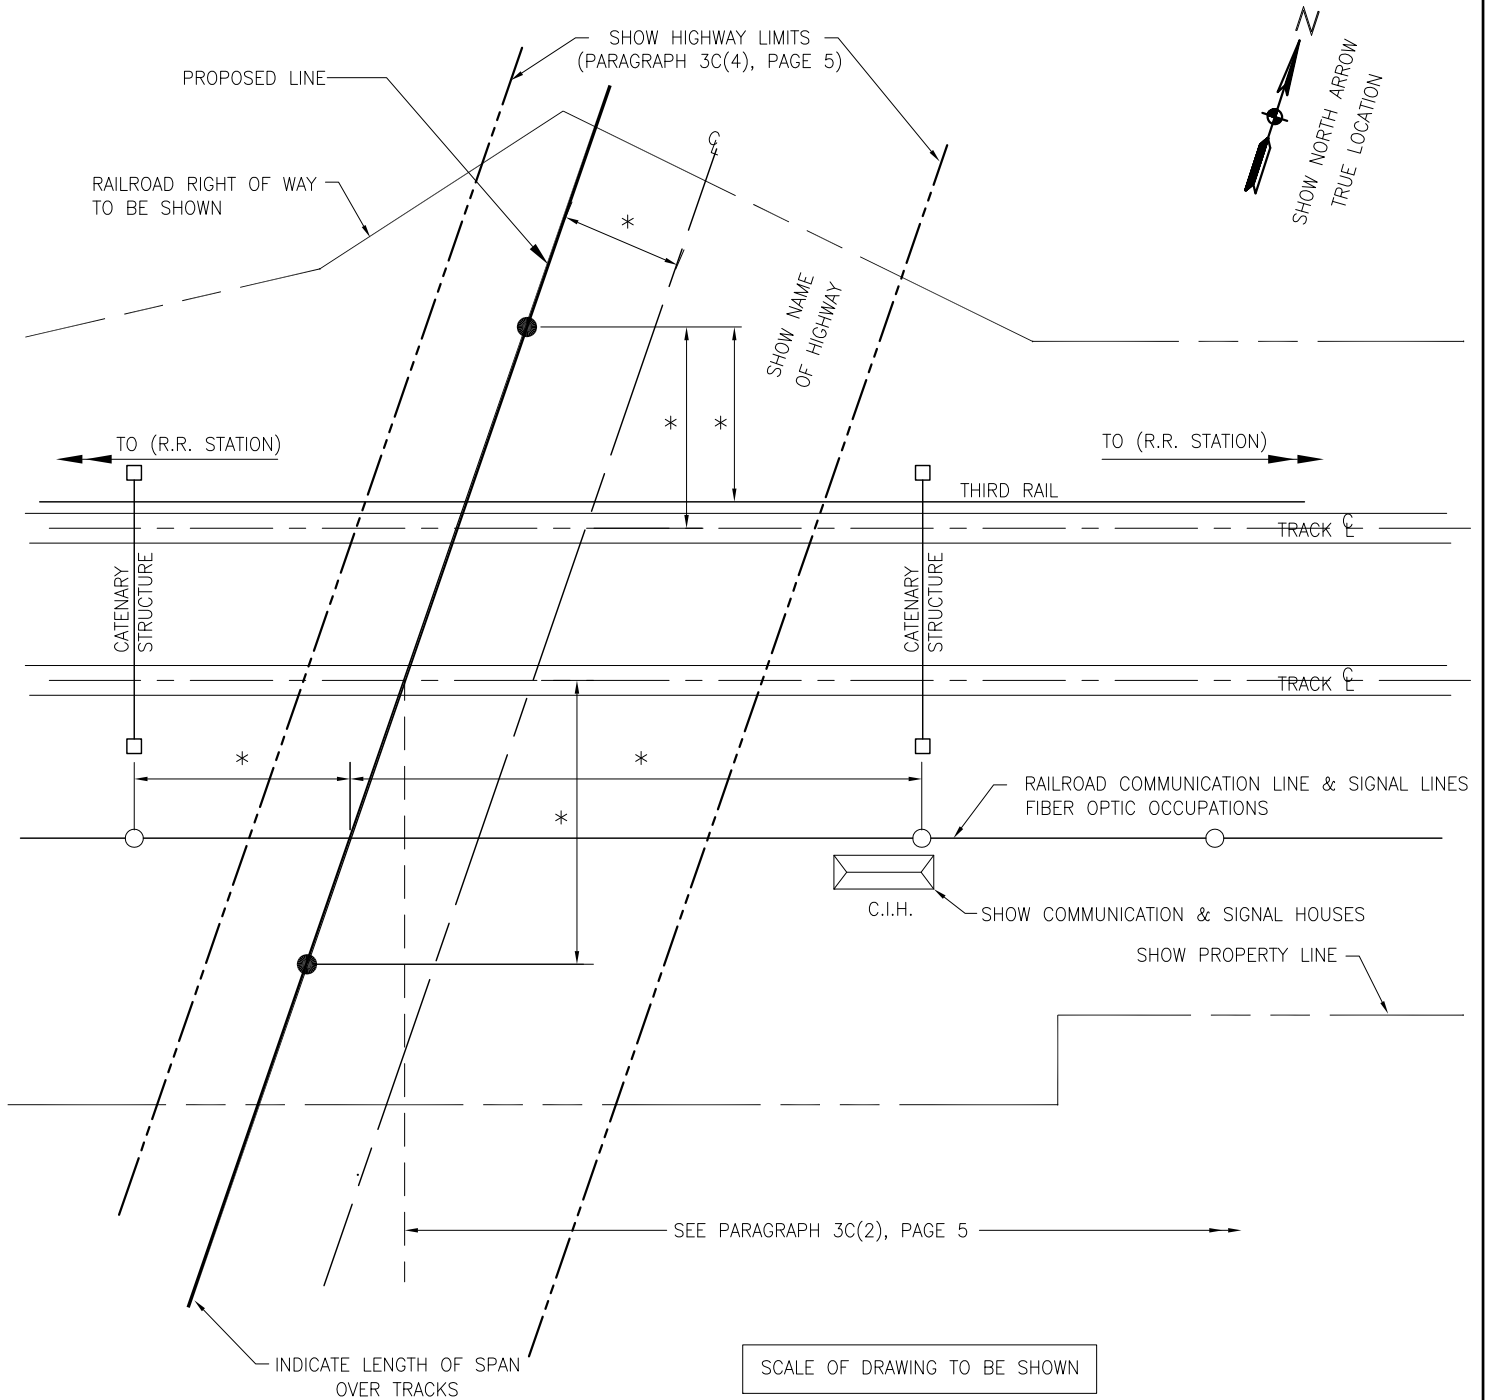 N
SHOW NORTH ARROW
TRUE LOCATION
SHOW HIGHWAY LIMITS
(PARAGRAPH 3C(4), PAGE 5)
PROPOSED LINE
℄
RAILROAD RIGHT OF WAY
TO BE SHOWN
*
SHOW NAME
OF HIGHWAY
* *
TO (R.R. STATION)
TO (R.R. STATION)
THIRD RAIL
TRACK ℄
CATENARY
STRUCTURE
CATENARY
STRUCTURE
TRACK ℄
* *
*
RAILROAD COMMUNICATION LINE & SIGNAL LINES
FIBER OPTIC OCCUPATIONS
C.I.H.
SHOW COMMUNICATION & SIGNAL HOUSES
SHOW PROPERTY LINE
SEE PARAGRAPH 3C(2), PAGE 5
INDICATE LENGTH OF SPAN
OVER TRACKS
SCALE OF DRAWING TO BE SHOWN